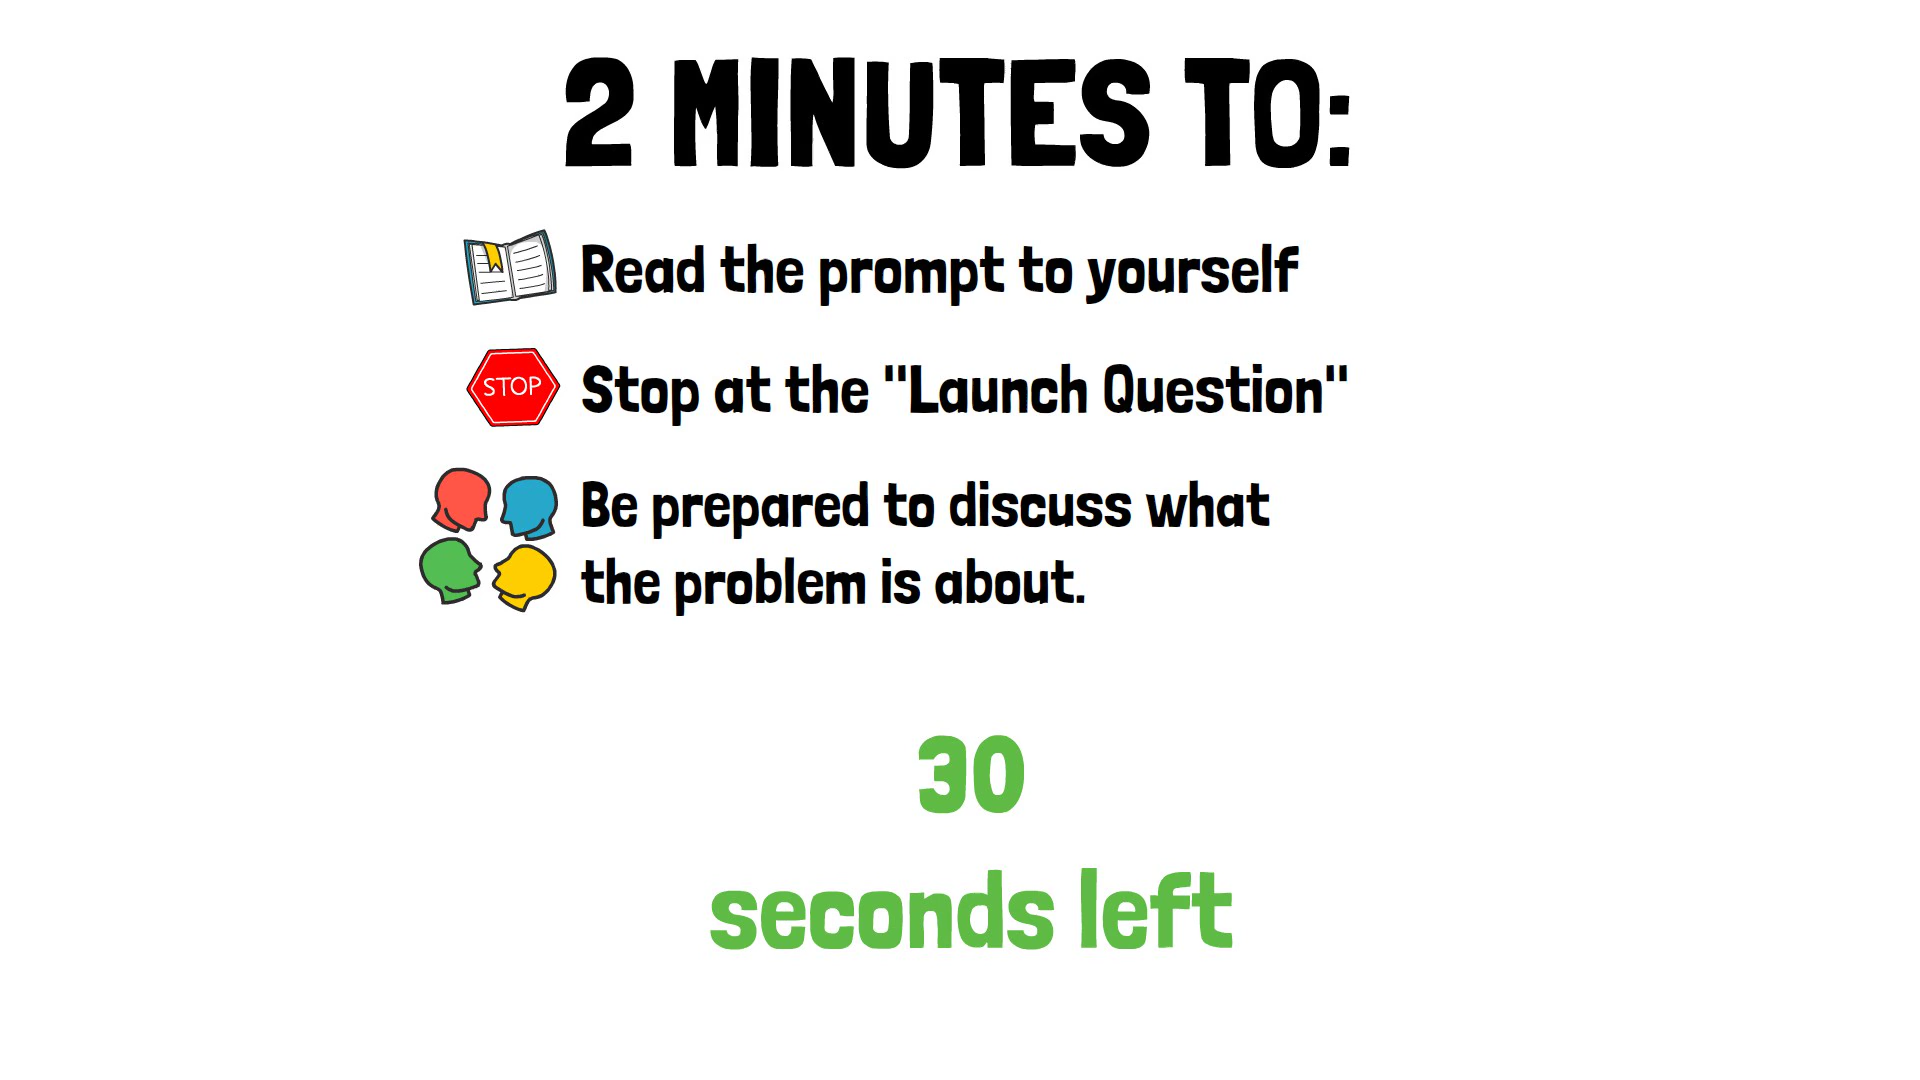 2 MINUTES TO:
Read the prompt to yourself
STOP
Stop at the "Launch Question"
Be prepared to discuss what
the problem is about.
30
seconds left